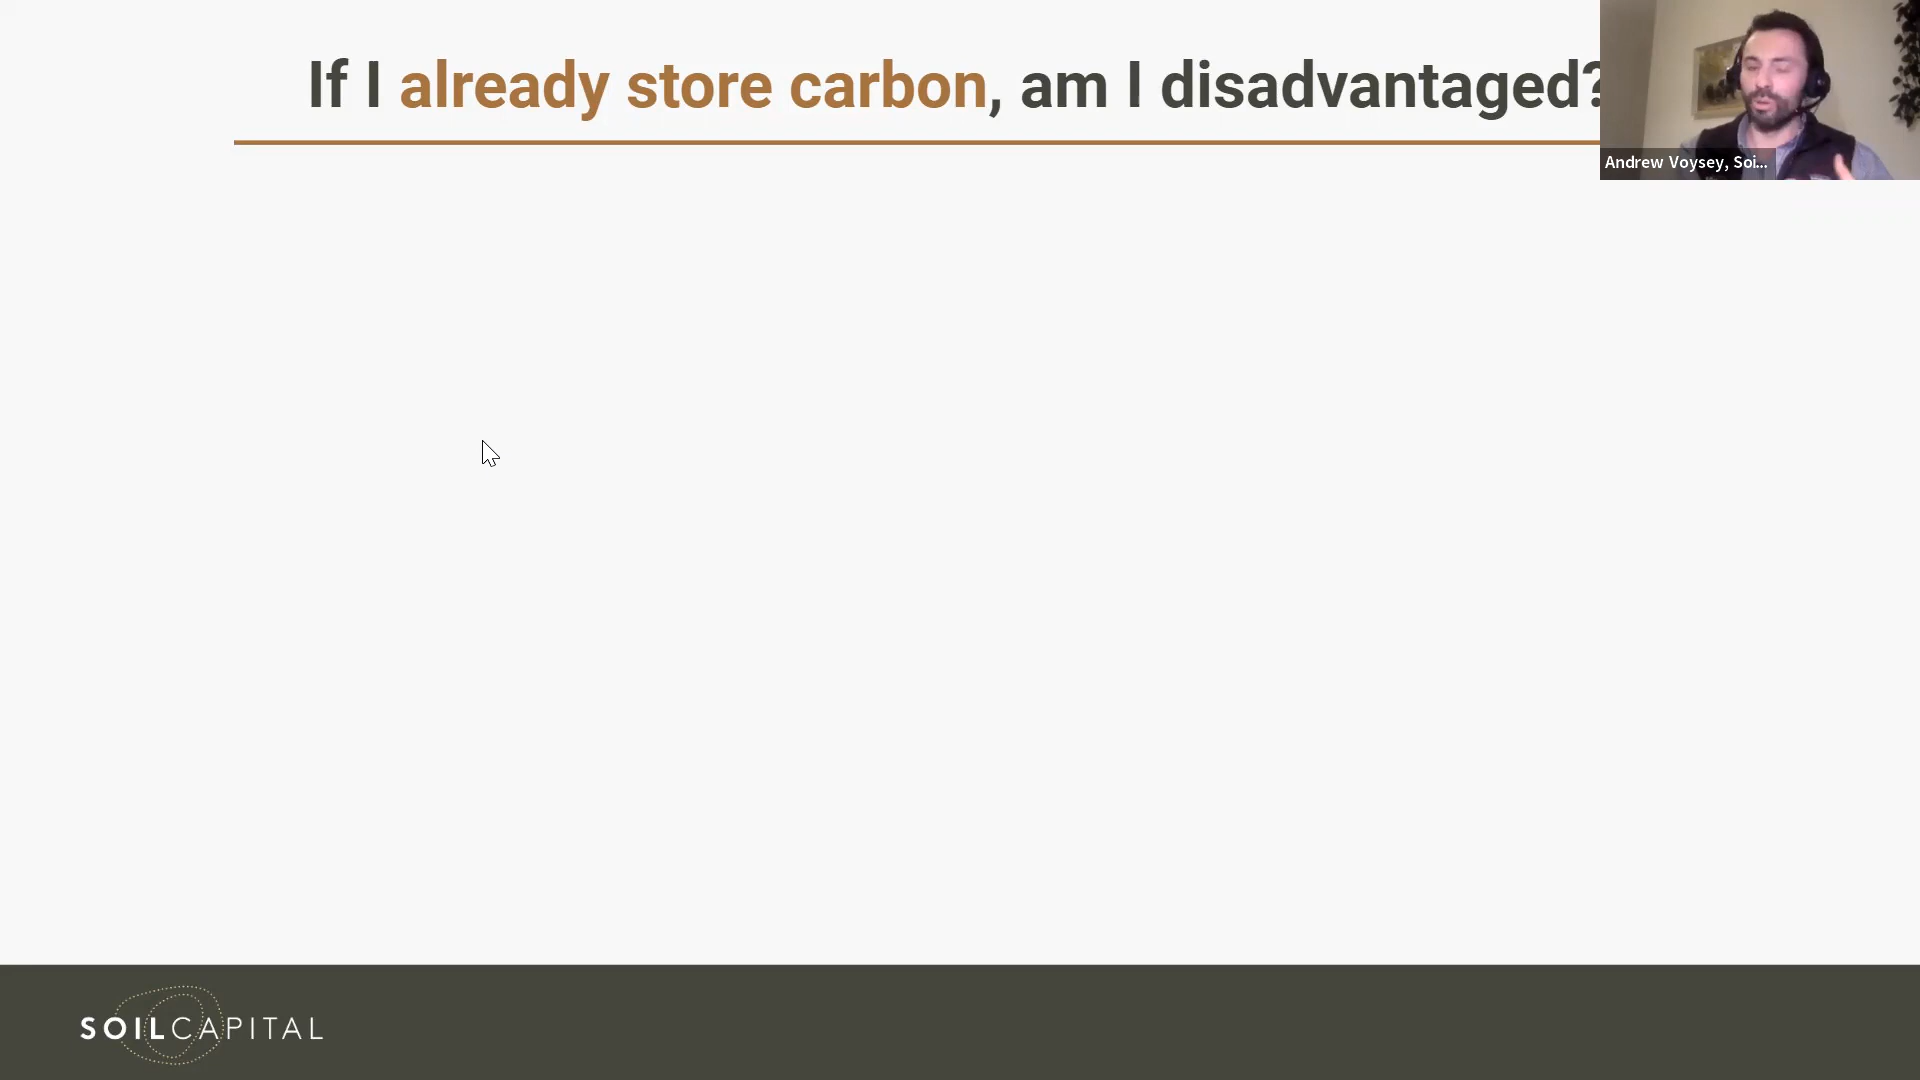 If I already store carbon, am I disadvantaged?
Andrew Voysey, Soi...
SOILCAPITAL